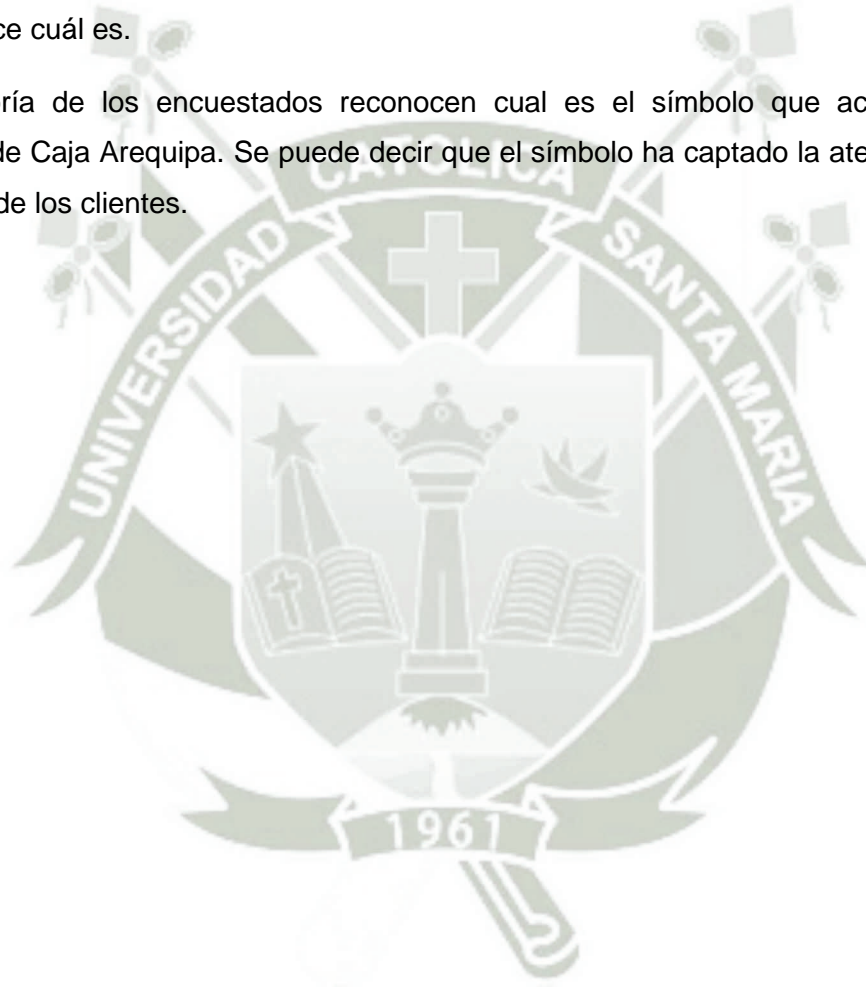 ce cuál es.
ría de los encuestados reconocen cual es el símbolo que ac
de Caja Arequipa. Se puede decir que el símbolo ha captado la ate
de los clientes.
UNIVERSIDAD CATOLICA SANTA MARIA
1961